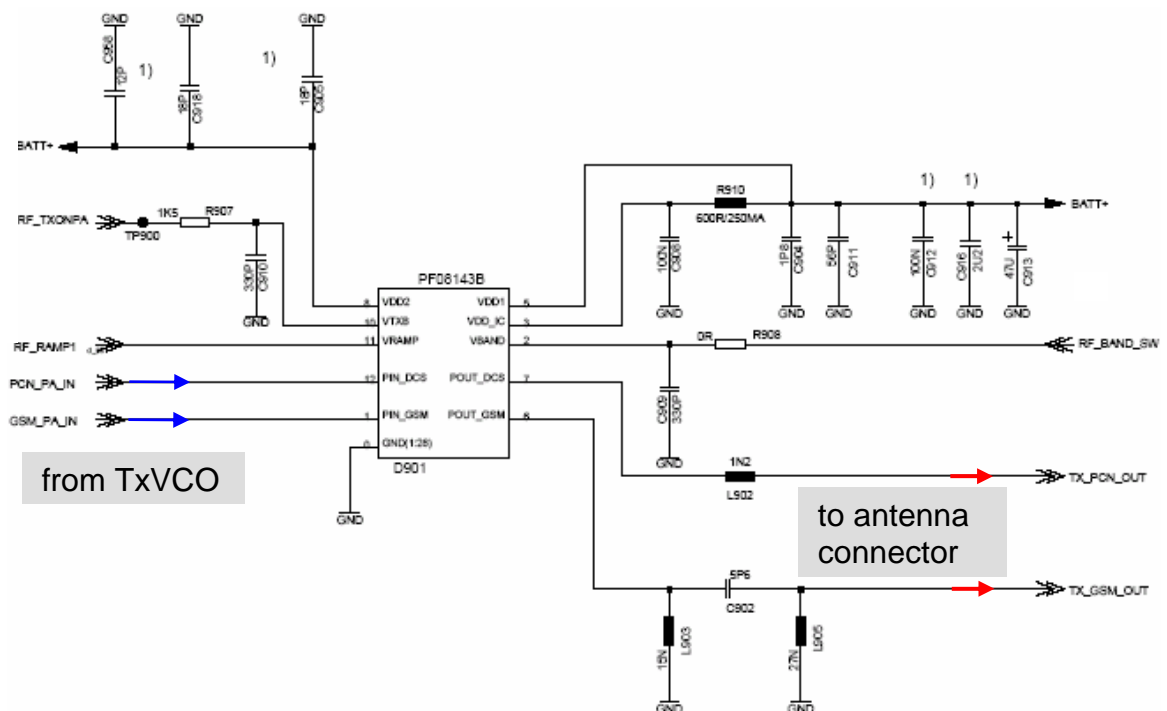 GND
GND
GND
C958
12P
1)
18P
C918
1)
18P
C905
BATT+
RF_TXONPA
TP900
1K5
R907
330P
C910
GND
R910
600R/250MA
1)
1)
BATT+
100N
C908
1P8
C904
56P
C911
100N
C912
C916
2U2
+
47U
C913
GND
GND
GND
GND
GND
GND
PF08143B
8
VDD2
VDD1
5
10
VTXB
VDD_IC
3
11
VRAMP
VBAND
2
12
PIN_DCS
POUT_DCS
7
1
PIN_GSM
POUT_GSM
6
0
GND(1:28)
D901
GND
RF_RAMP1
PCN_PA_IN
GSM_PA_IN
from TxVCO
0R
R908
RF_BAND_SW
C909
330P
GND
1N2
L902
TX_PCN_OUT
to antenna
connector
5P6
C902
TX_GSM_OUT
L903
L905
27N
GND
GND